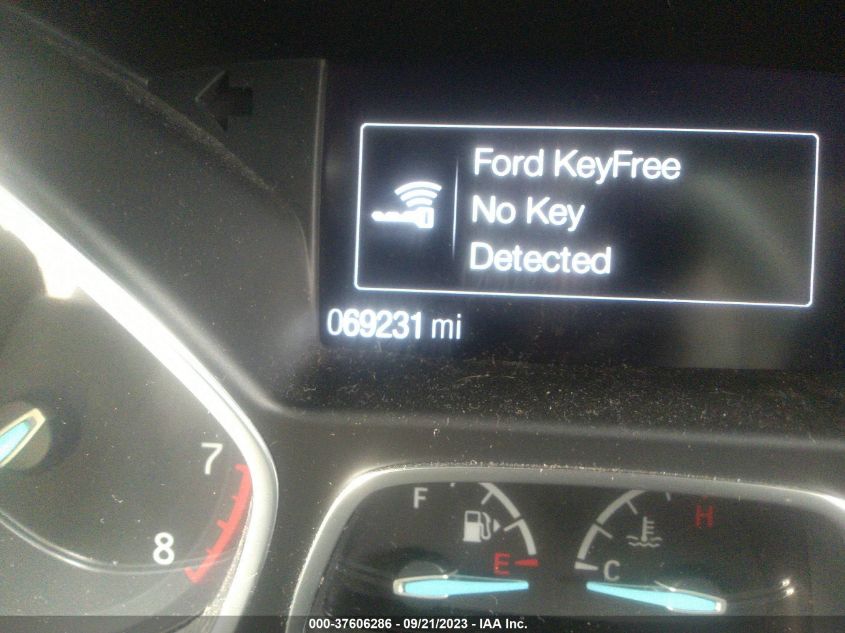 Ford KeyFree
No Key
Detected
069231 mi
7
8
F
E
H
C
000-37606286 - 09/21/2023 - IAA Inc.